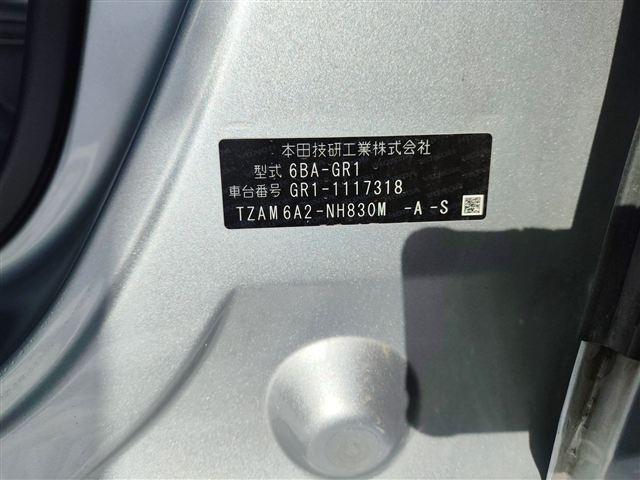 本田技研工業株式会社
型式 6BA-GR1
車台番号 GR1-1117318
TZAM6A2-NH830M -A-S